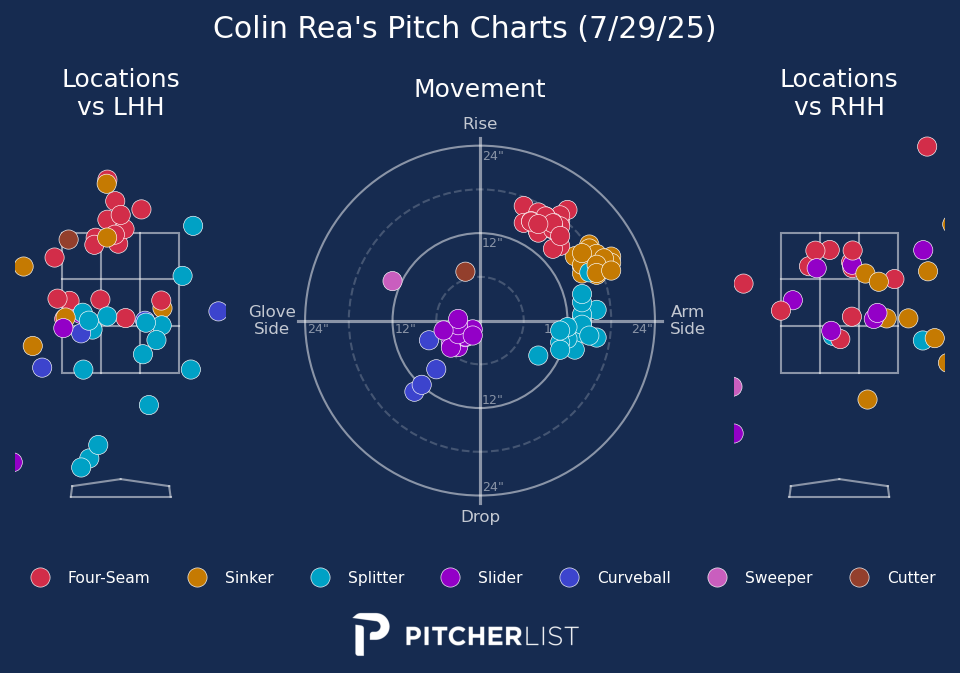 Colin Rea's Pitch Charts (7/29/25)
Locations
vs LHH
Movement
Locations
vs RHH
Rise
24"
12"
Glove
Side
24"
12"
24"
Arm
Side
12"
24"
Drop
Four-Seam
Sinker
Splitter
Slider
Curveball
Sweeper
Cutter
PITCHERLIST